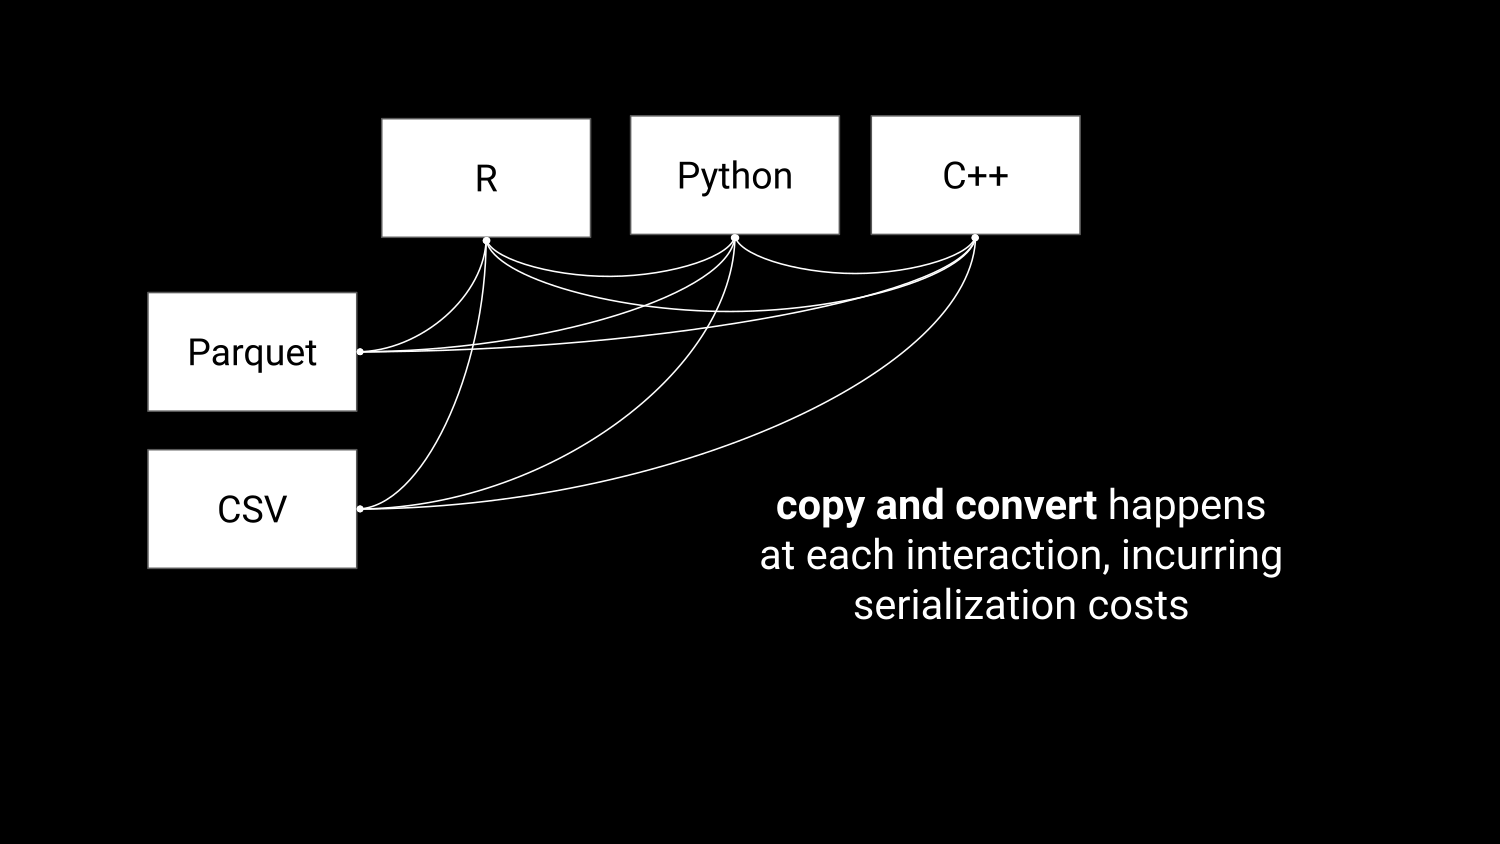 R
Python
C++
Parquet
CSV
copy and convert happens
at each interaction, incurring
serialization costs